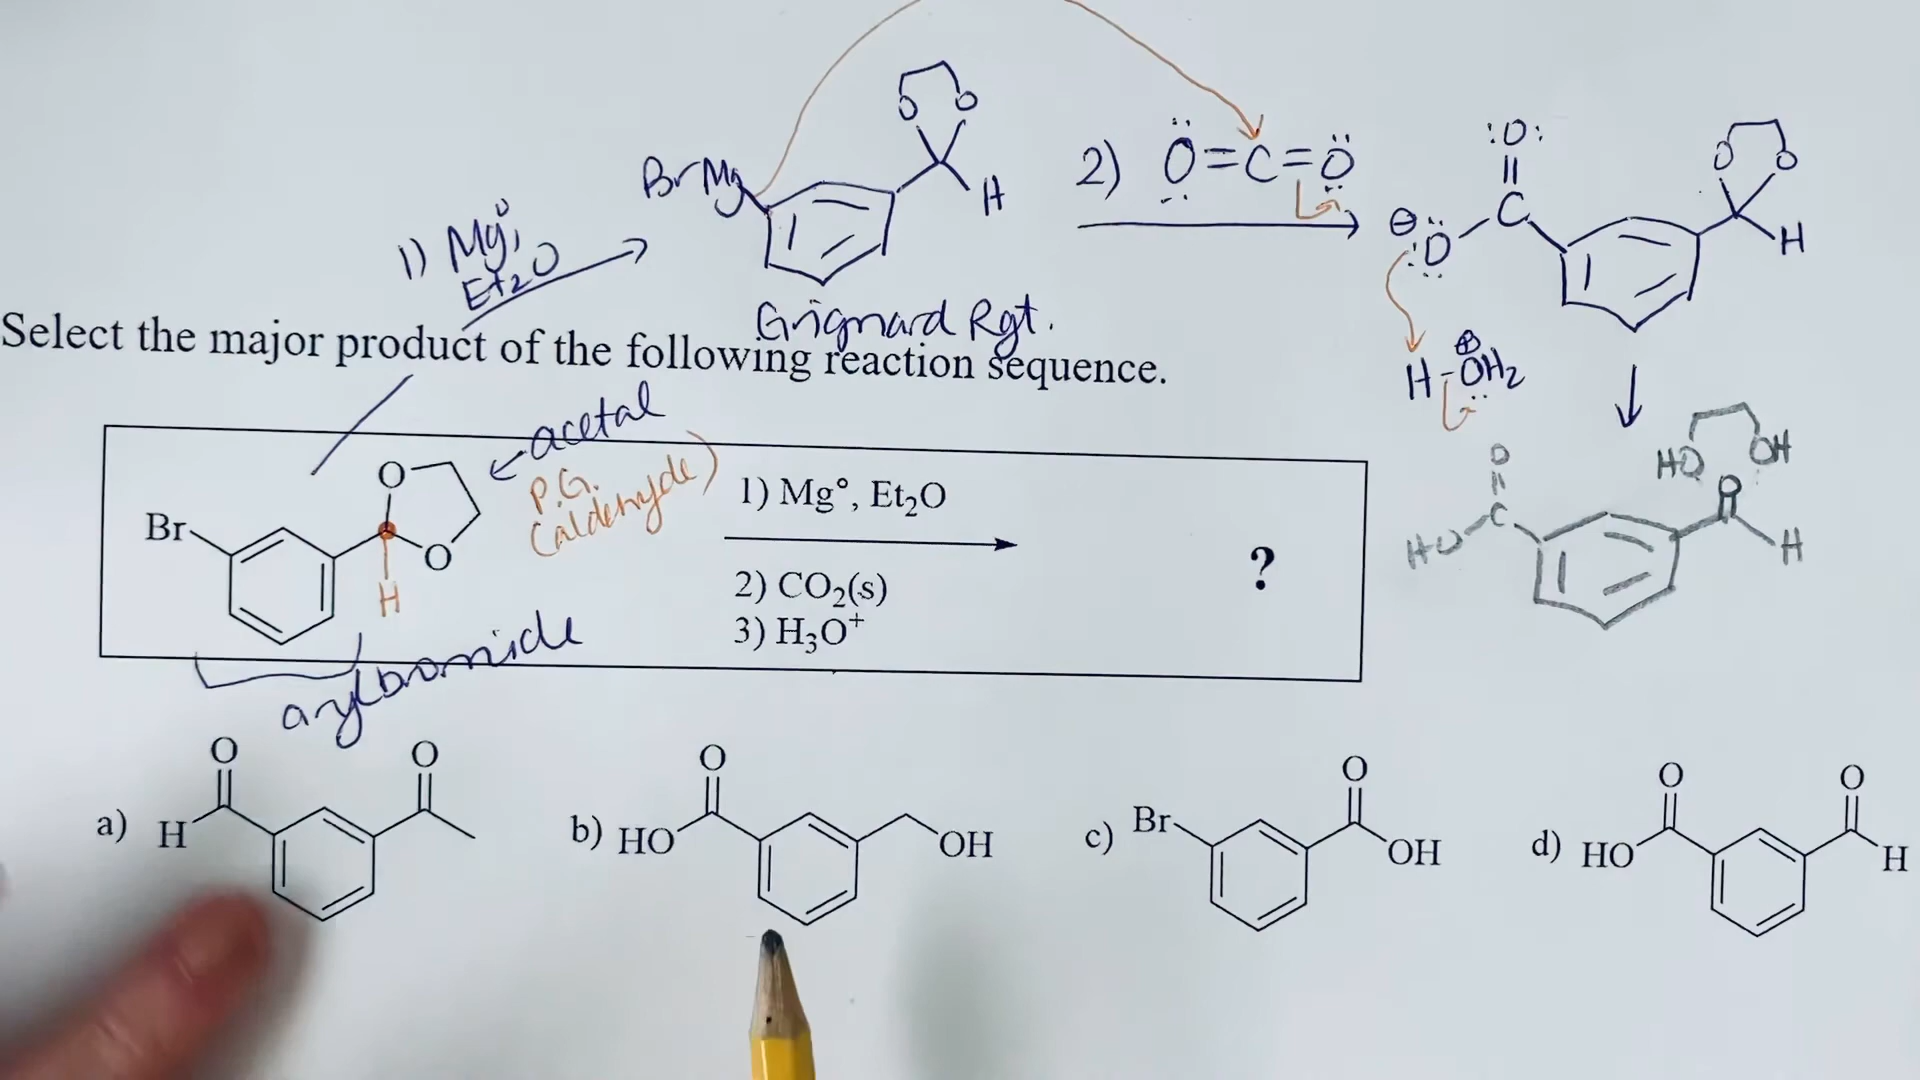 BrMg
H
1) Mg°,
Et₂O
Grignard Rgt.
2) O=C=O
:O:
C
⊖ :O:
H
H-OH₂ ⊕
Select the major product of the following reaction sequence.
acetal
P.G.
(aldehyde)
Br
O
O
H
1) Mg°, Et₂O
2) CO₂(s)
3) H₃O⁺
?
arylbromide
HO OH
O
C
HO
O
H
a) H O O
b) HO O OH
c) Br O OH
d) HO O O H